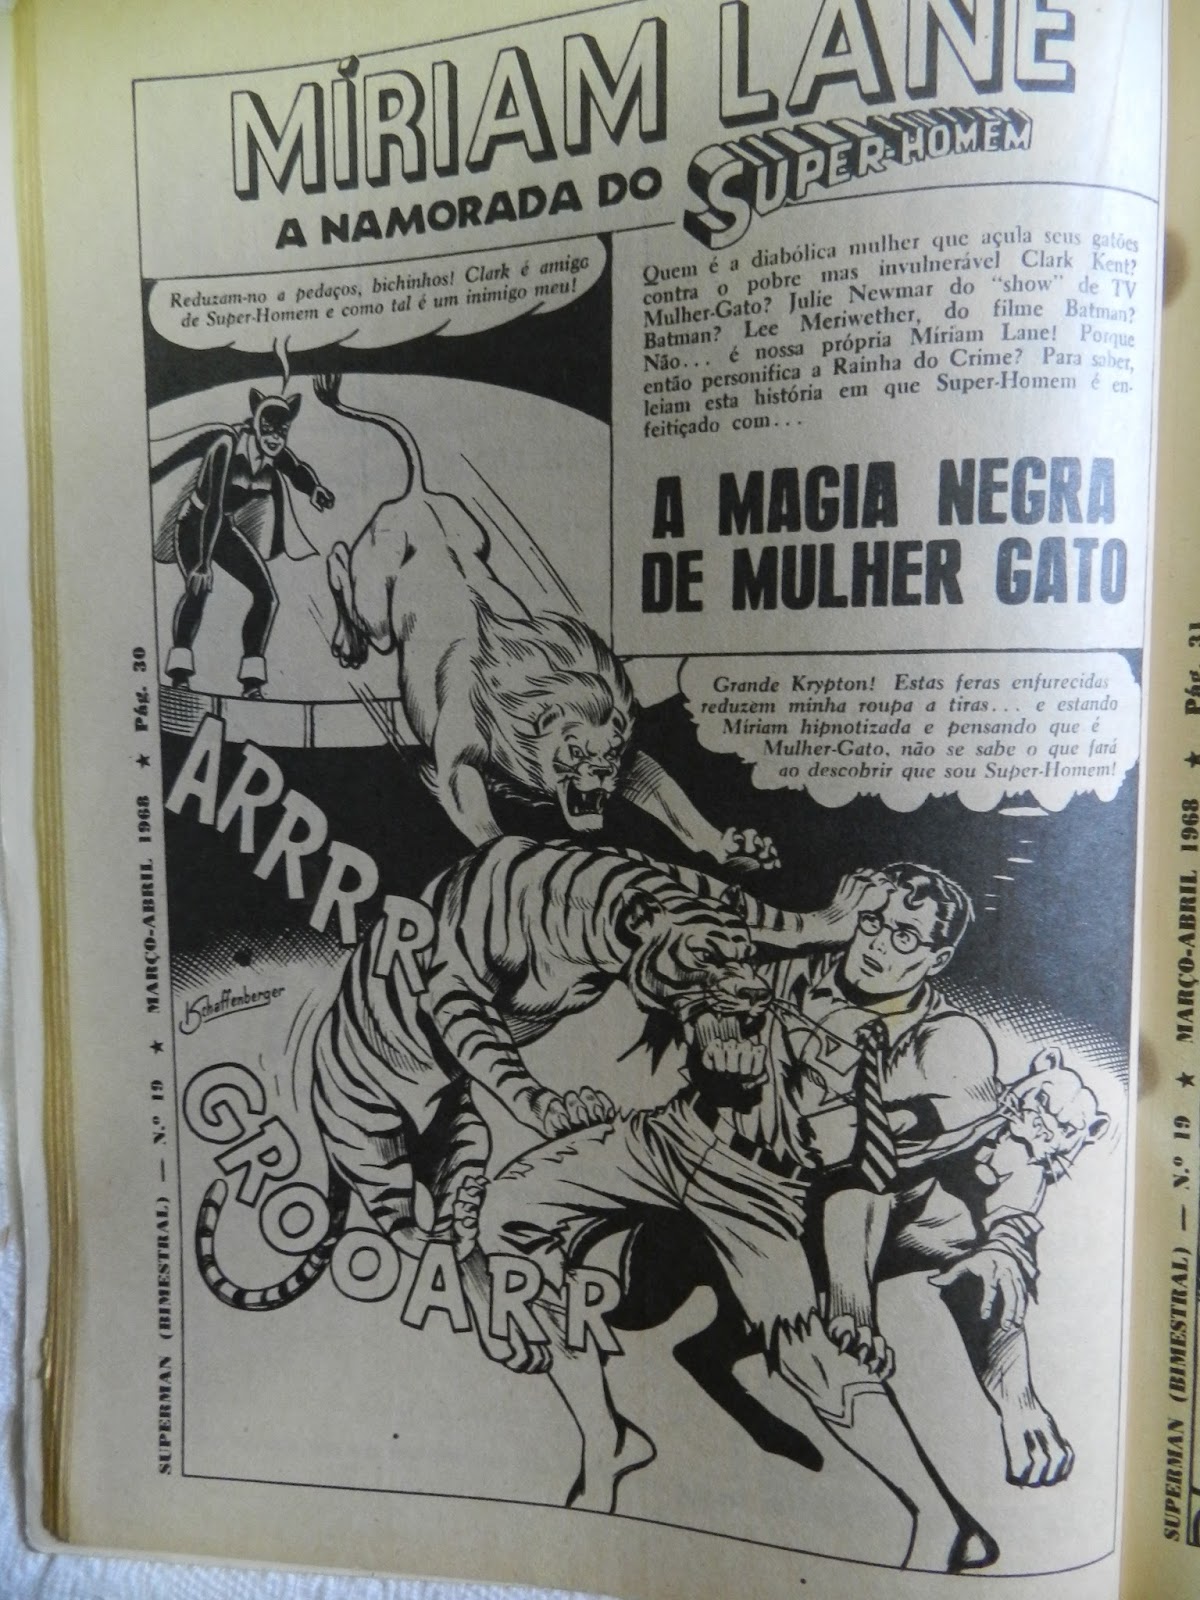 MÍRIAM LANE
A NAMORADA DO SUPER-HOMEM
Reduzam-no a pedaços, bichinhos! Clark é amigo
de Super-Homem e como tal é um inimigo meu!
Quem é a diabólica mulher que açula seus gatões
contra o pobre mas invulnerável Clark Kent?
Mulher-Gato? Julie Newmar do "show" de TV
Batman? Lee Meriwether, do filme Batman?
Não... é nossa própria Míriam Lane! Porque
então personifica a Rainha do Crime? Para saber,
leiam esta história em que Super-Homem é en-
feitiçado com...
A MAGIA NEGRA
DE MULHER GATO
Grande Krypton! Estas feras enfurecidas
reduzem minha roupa a tiras... e estando
Míriam hipnotizada e pensando que é
Mulher-Gato, não se sabe o que fará
ao descobrir que sou Super-Homem!
ARRRRR
KSchaffenberger
GROOOARR
SUPERMAN (BIMESTRAL) — N.º 19 ★ MARÇO-ABRIL 1968 ★ Pág. 30
SUPERMAN (BIMESTRAL) — N.º 19 ★ MARÇO-ABRIL 1968 ★ Pág. 31